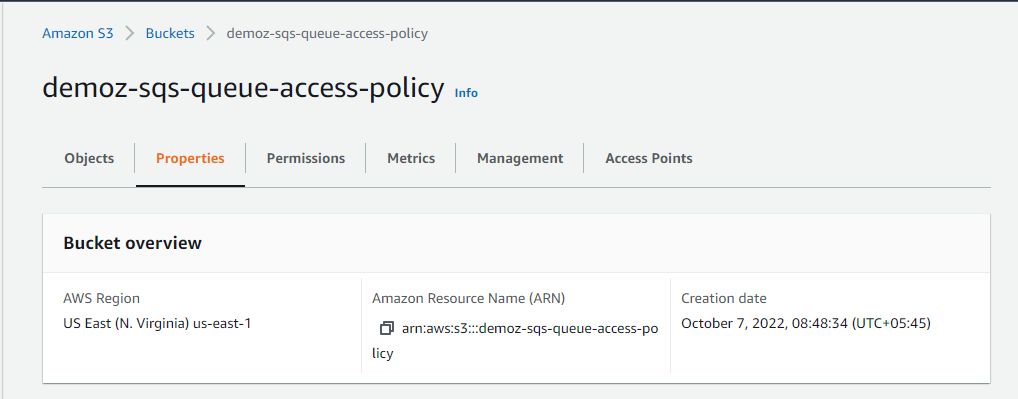 Amazon S3 > Buckets > demoz-sqs-queue-access-policy
demoz-sqs-queue-access-policy Info
Objects Properties Permissions Metrics Management Access Points
Bucket overview
AWS Region
US East (N. Virginia) us-east-1
Amazon Resource Name (ARN)
arn:aws:s3:::demoz-sqs-queue-access-po
licy
Creation date
October 7, 2022, 08:48:34 (UTC+05:45)